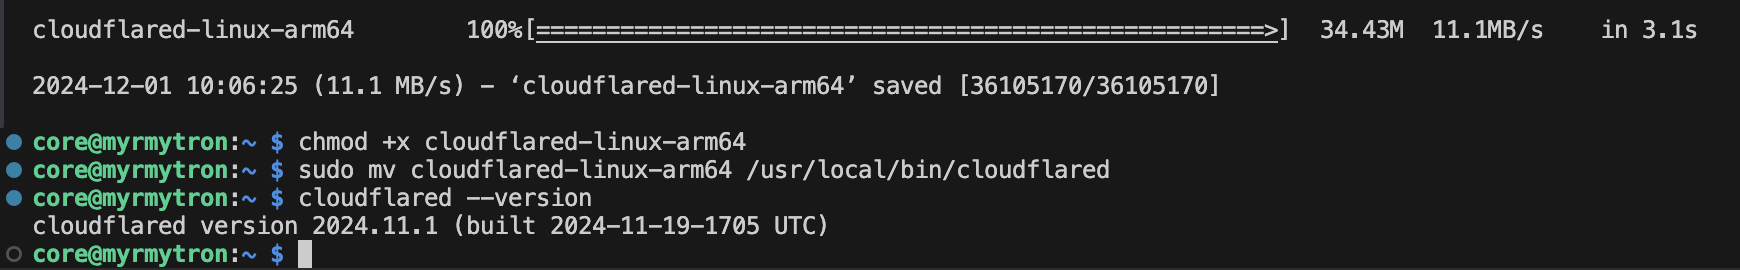 cloudflared-linux-arm64 100%[====================================================>] 34.43M 11.1MB/s in 3.1s
2024-12-01 10:06:25 (11.1 MB/s) - ‘cloudflared-linux-arm64’ saved [36105170/36105170]
core@myrmytron:~ $ chmod +x cloudflared-linux-arm64
core@myrmytron:~ $ sudo mv cloudflared-linux-arm64 /usr/local/bin/cloudflared
core@myrmytron:~ $ cloudflared --version
cloudflared version 2024.11.1 (built 2024-11-19-1705 UTC)
core@myrmytron:~ $